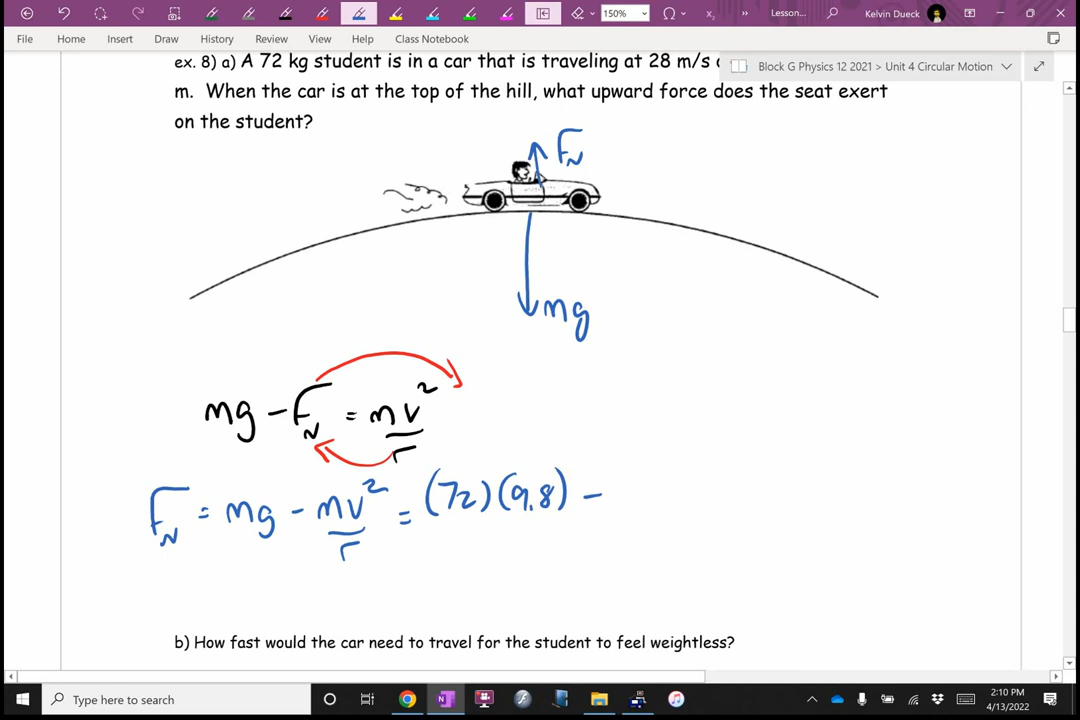 150%
Lesson...
Kelvin Dueck
File Home Insert Draw History Review View Help Class Notebook
ex. 8) a) A 72 kg student is in a car that is traveling at 28 m/s
Block G Physics 12 2021 > Unit 4 Circular Motion
m. When the car is at the top of the hill, what upward force does the seat exert
on the student?
F_N
mg
mg - F_N = mv²/r
F_N = mg - mv²/r = (72)(9.8) -
b) How fast would the car need to travel for the student to feel weightless?
Type here to search
2:10 PM
4/13/2022